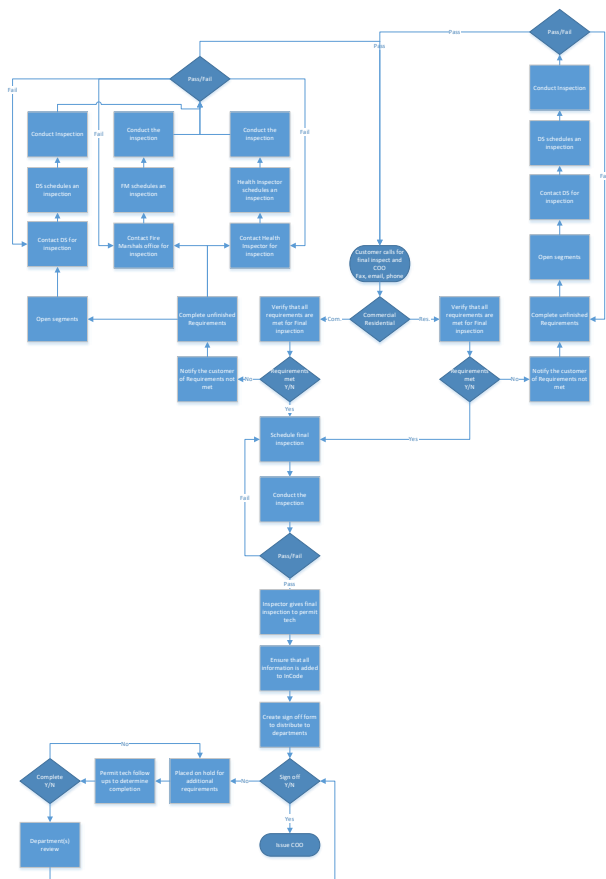 Pass/Fail
Pass
Pass
Pass/Fail
Fail
Conduct Inspection
Conduct the
inspection
Conduct the
inspection
Fail
Fail
Conduct Inspection
DS schedules an
inspection
DS schedules an
inspection
FM schedules an
inspection
Health Inspector
schedules an
inspection
Contact DS for
inspection
Fa
Contact DS for
inspection
Contact Fire
Marshals office for
inspection
Contact Health
Inspector for
inspection
Customer calls for
final inspect and
COO
Fax, email, phone
Open segments
Open segments
Complete unfinished
Requirements
Verify that all
requirements are
met for Final
inpsection
Com.
Commercial
Residental
Res.
Verify that all
requirements are
met for Final
inpsection
Complete unfinished
Requirements
Notify the customer
of Requirements not
met
No
Requirements
met
Y/N
Requirements
met
Y/N
No
Notify the customer
of Requirements not
met
Yes
Schedule final
inspection
Yes
Fail
Conduct the
inspection
Pass/Fail
Pass
Inspector gives final
inspection to permit
tech
Ensure that all
information is added
to InCode
Create sign off form
to distribute to
departments
No
Complete
Y/N
Permit tech follow
ups to determine
completion
Placed on hold for
additional
requirements
No
Sign off
Y/N
Yes
Department(s)
review
Issue COO